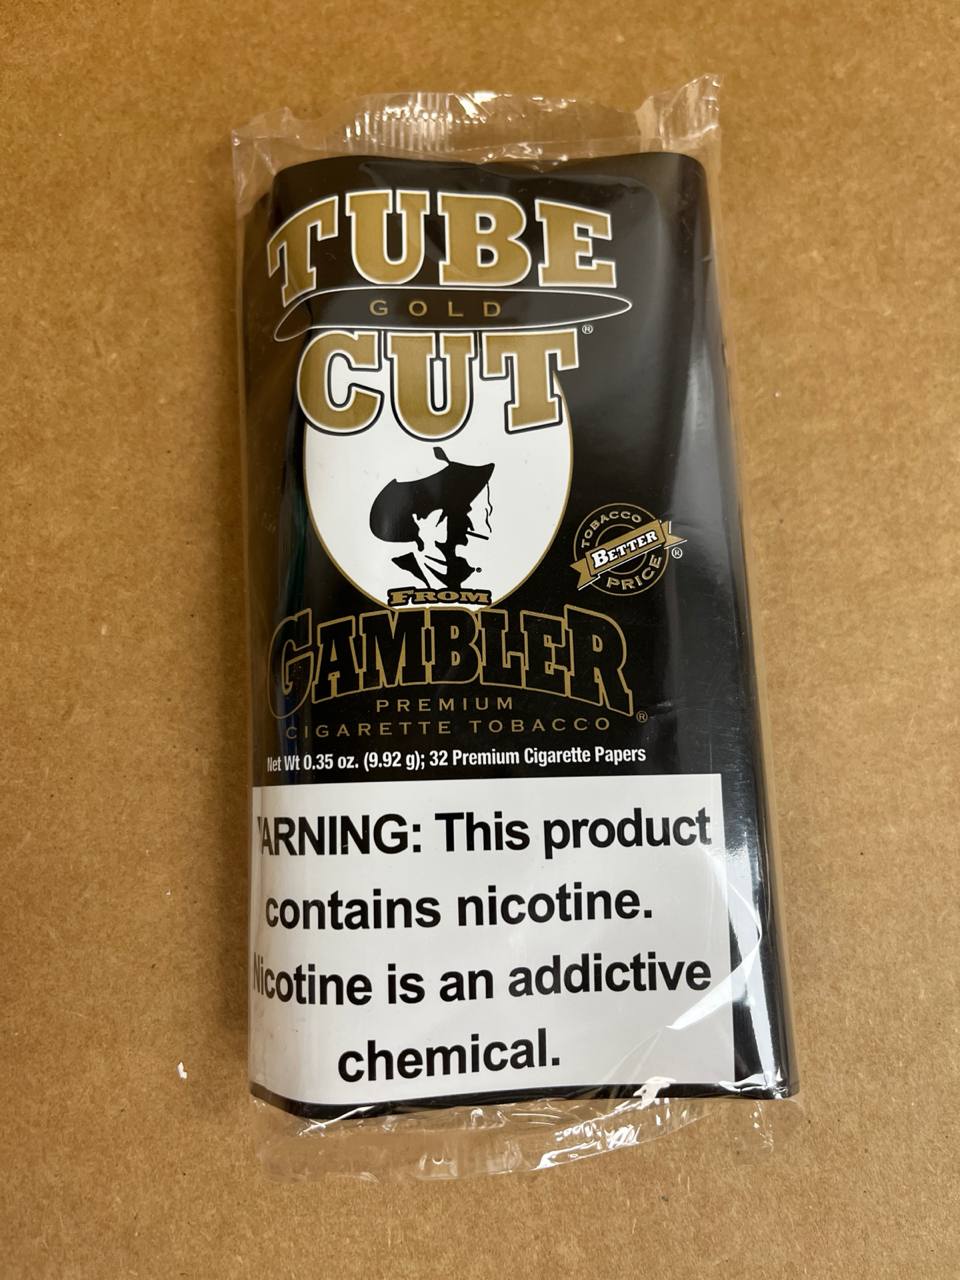 TUBE
GOLD
CUT®
TOBACCO
BETTER
PRICE ®
FROM
GAMBLER®
PREMIUM
CIGARETTE TOBACCO
Net Wt 0.35 oz. (9.92 g); 32 Premium Cigarette Papers
WARNING: This product
contains nicotine.
Nicotine is an addictive
chemical.